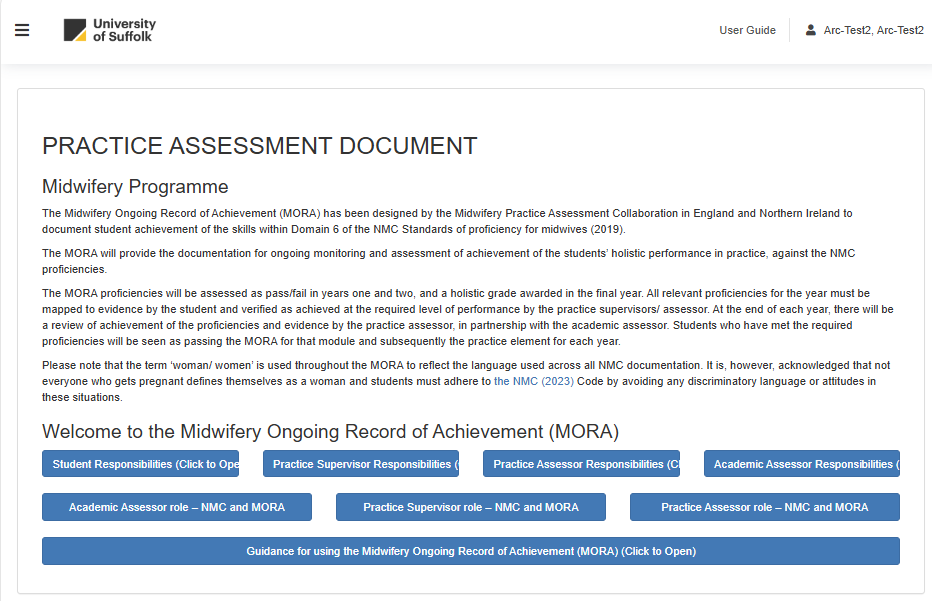 University
of Suffolk
User Guide
Arc-Test2, Arc-Test2
PRACTICE ASSESSMENT DOCUMENT
Midwifery Programme
The Midwifery Ongoing Record of Achievement (MORA) has been designed by the Midwifery Practice Assessment Collaboration in England and Northern Ireland to
document student achievement of the skills within Domain 6 of the NMC Standards of proficiency for midwives (2019).
The MORA will provide the documentation for ongoing monitoring and assessment of achievement of the students’ holistic performance in practice, against the NMC
proficiencies.
The MORA proficiencies will be assessed as pass/fail in years one and two, and a holistic grade awarded in the final year. All relevant proficiencies for the year must be
mapped to evidence by the student and verified as achieved at the required level of performance by the practice supervisors/ assessor. At the end of each year, there will be
a review of achievement of the proficiencies and evidence by the practice assessor, in partnership with the academic assessor. Students who have met the required
proficiencies will be seen as passing the MORA for that module and subsequently the practice element for each year.
Please note that the term ‘woman/ women’ is used throughout the MORA to reflect the language used across all NMC documentation. It is, however, acknowledged that not
everyone who gets pregnant defines themselves as a woman and students must adhere to the NMC (2023) Code by avoiding any discriminatory language or attitudes in
these situations.
Welcome to the Midwifery Ongoing Record of Achievement (MORA)
Student Responsibilities (Click to Ope
Practice Supervisor Responsibilities (
Practice Assessor Responsibilities (Cl
Academic Assessor Responsibilities (
Academic Assessor role – NMC and MORA
Practice Supervisor role – NMC and MORA
Practice Assessor role – NMC and MORA
Guidance for using the Midwifery Ongoing Record of Achievement (MORA) (Click to Open)